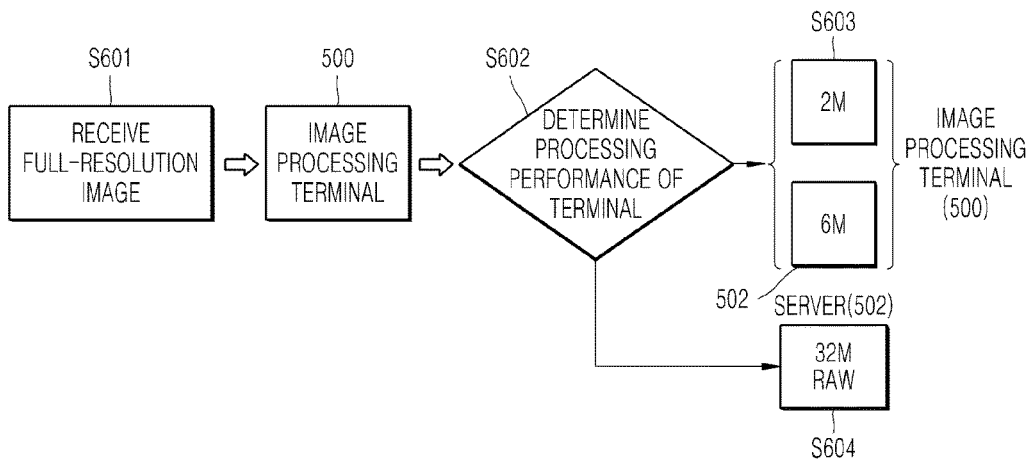 S601
RECEIVE
FULL-RESOLUTION
IMAGE
500
IMAGE
PROCESSING
TERMINAL
S602
DETERMINE
PROCESSING
PERFORMANCE OF
TERMINAL
S603
2M
6M
502
IMAGE
PROCESSING
TERMINAL
(500)
SERVER(502)
32M
RAW
S604